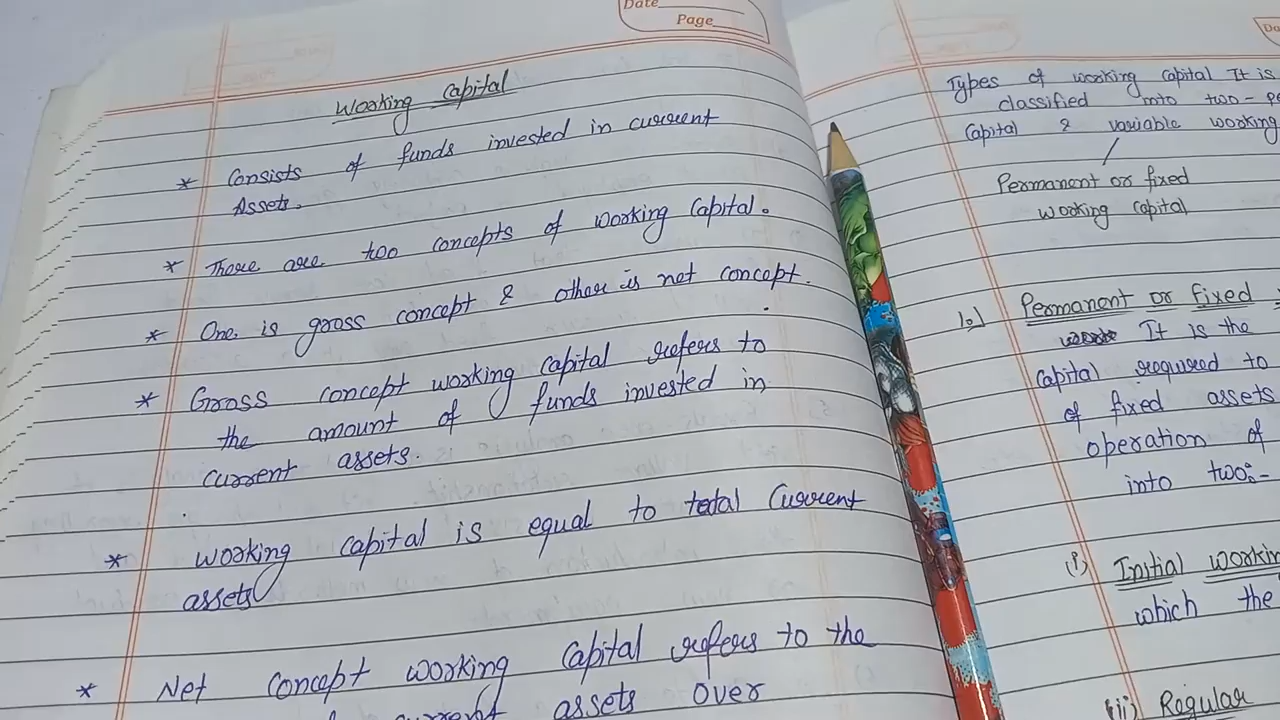 Date
Page
Working Capital
* Consists of funds invested in current
Assets.
* There are too concepts of working Capital.
* One is gross concept & other is net concept.
* Gross concept working Capital refers to
the amount of funds invested in
current assets.
* Working Capital is equal to total Current
assets
* Net concept working Capital refers to the
current assets over
Types of working capital It is
classified into two-
Capital & variable working
Permanent or fixed
working capital
1.) Permanent or fixed
It is the
Capital required to
of fixed assets
operation of
into two:-
(i) Initial
which the
(ii) Regular